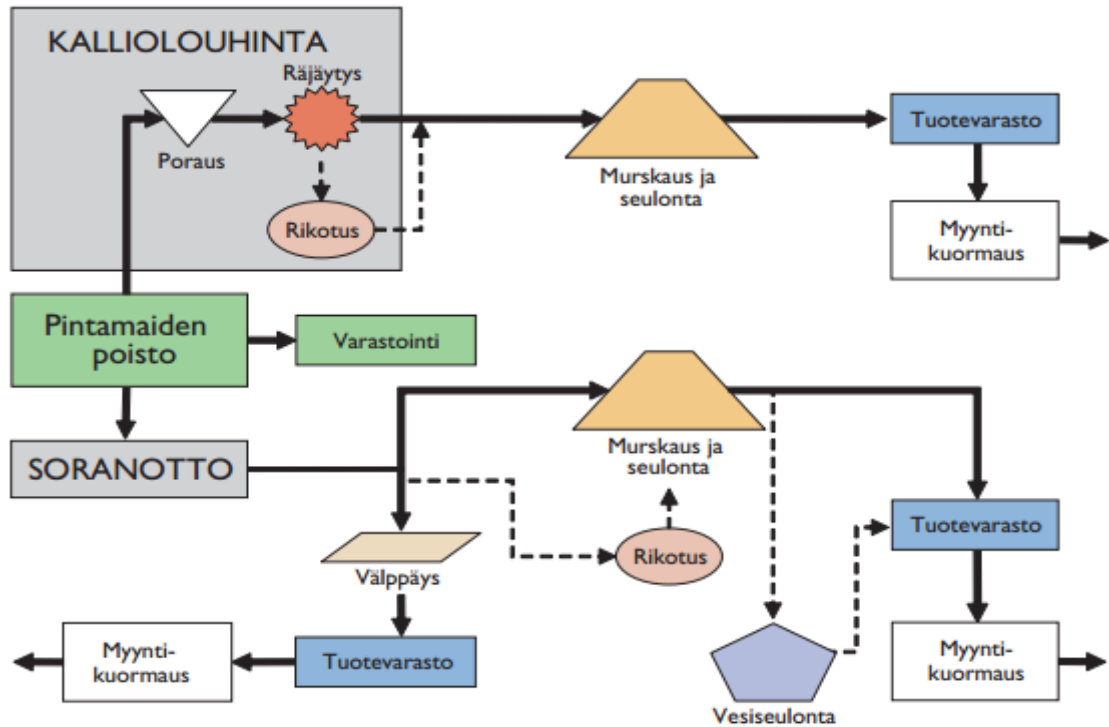 KALLIOLOUHINTA
Räjäytys
Poraus
Rikotus
Murskaus ja
seulonta
Tuotevarasto
Myynti-
kuormaus
Pintamaiden
poisto
Varastointi
SORANOTTO
Murskaus ja
seulonta
Rikotus
Välppäys
Tuotevarasto
Myynti-
kuormaus
Tuotevarasto
Myynti-
kuormaus
Vesiseulonta